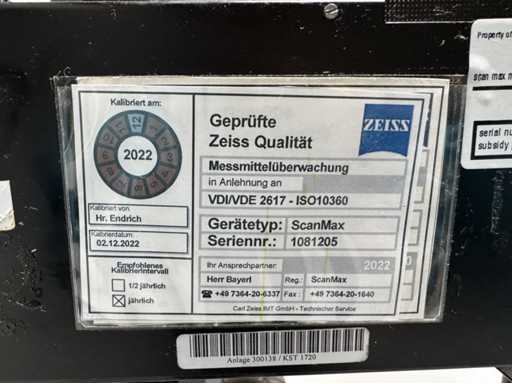 Kalibriert am:
12
2022
Kalibriert von:
Hr. Endrich
Kalibrierdatum:
02.12.2022
Empfohlenes
Kalibrierintervall
1/2 jährlich
jährlich
Geprüfte
Zeiss Qualität
ZEISS
Messmittelüberwachung
in Anlehnung an
VDI/VDE 2617 - ISO10360
Gerätetyp: ScanMax
Seriennr.: 1081205
Ihr Ansprechpartner: 2022
Herr Bayerl Reg.: ScanMax
☎ +49 7364-20-6337 Fax : +49 7364-20-1640
Carl Zeiss IMT GmbH - Technischer Service
Anlage 300138 / KST 1720
Property of
scan max
serial nu
subsidy